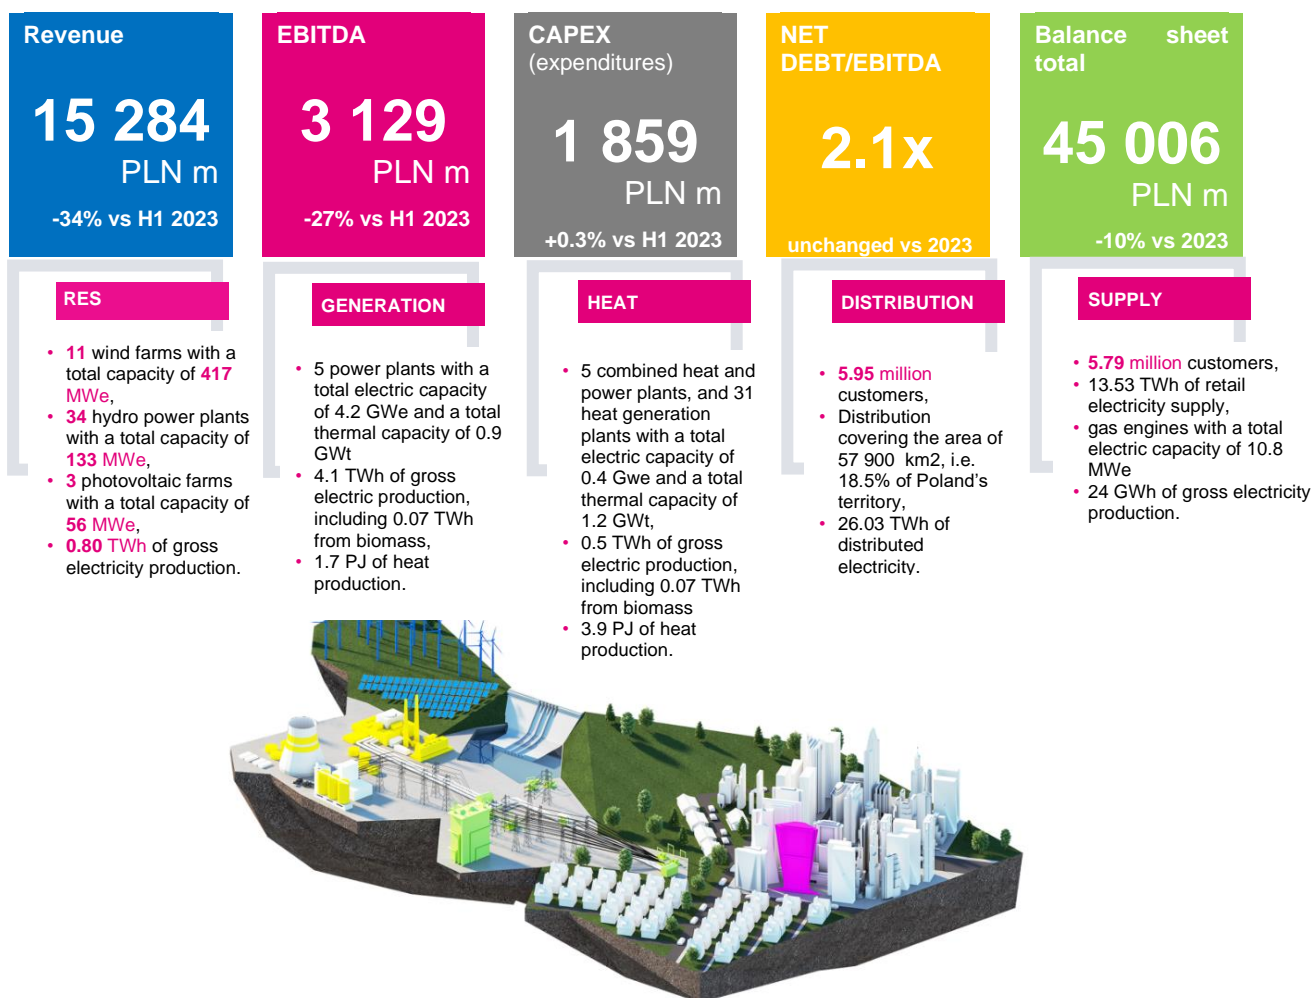 Revenue
15 284
PLN m
-34% vs H1 2023
EBITDA
3 129
PLN m
-27% vs H1 2023
CAPEX
(expenditures)
1 859
PLN m
+0.3% vs H1 2023
NET
DEBT/EBITDA
2.1x
unchanged vs 2023
Balance sheet
total
45 006
PLN m
-10% vs 2023
RES
• 11 wind farms with a
total capacity of 417
MWe,
• 34 hydro power plants
with a total capacity of
133 MWe,
• 3 photovoltaic farms
with a total capacity of
56 MWe,
• 0.80 TWh of gross
electricity production.
GENERATION
• 5 power plants with a
total electric capacity
of 4.2 GWe and a total
thermal capacity of 0.9
GWt
• 4.1 TWh of gross
electric production,
including 0.07 TWh
from biomass,
• 1.7 PJ of heat
production.
HEAT
• 5 combined heat and
power plants, and 31
heat generation
plants with a total
electric capacity of
0.4 Gwe and a total
thermal capacity of
1.2 GWt,
• 0.5 TWh of gross
electric production,
including 0.07 TWh
from biomass
• 3.9 PJ of heat
production.
DISTRIBUTION
• 5.95 million
customers,
• Distribution
covering the area of
57 900 km2, i.e.
18.5% of Poland's
territory,
• 26.03 TWh of
distributed
electricity.
SUPPLY
• 5.79 million customers,
• 13.53 TWh of retail
electricity supply,
• gas engines with a total
electric capacity of 10.8
MWe
• 24 GWh of gross electricity
production.